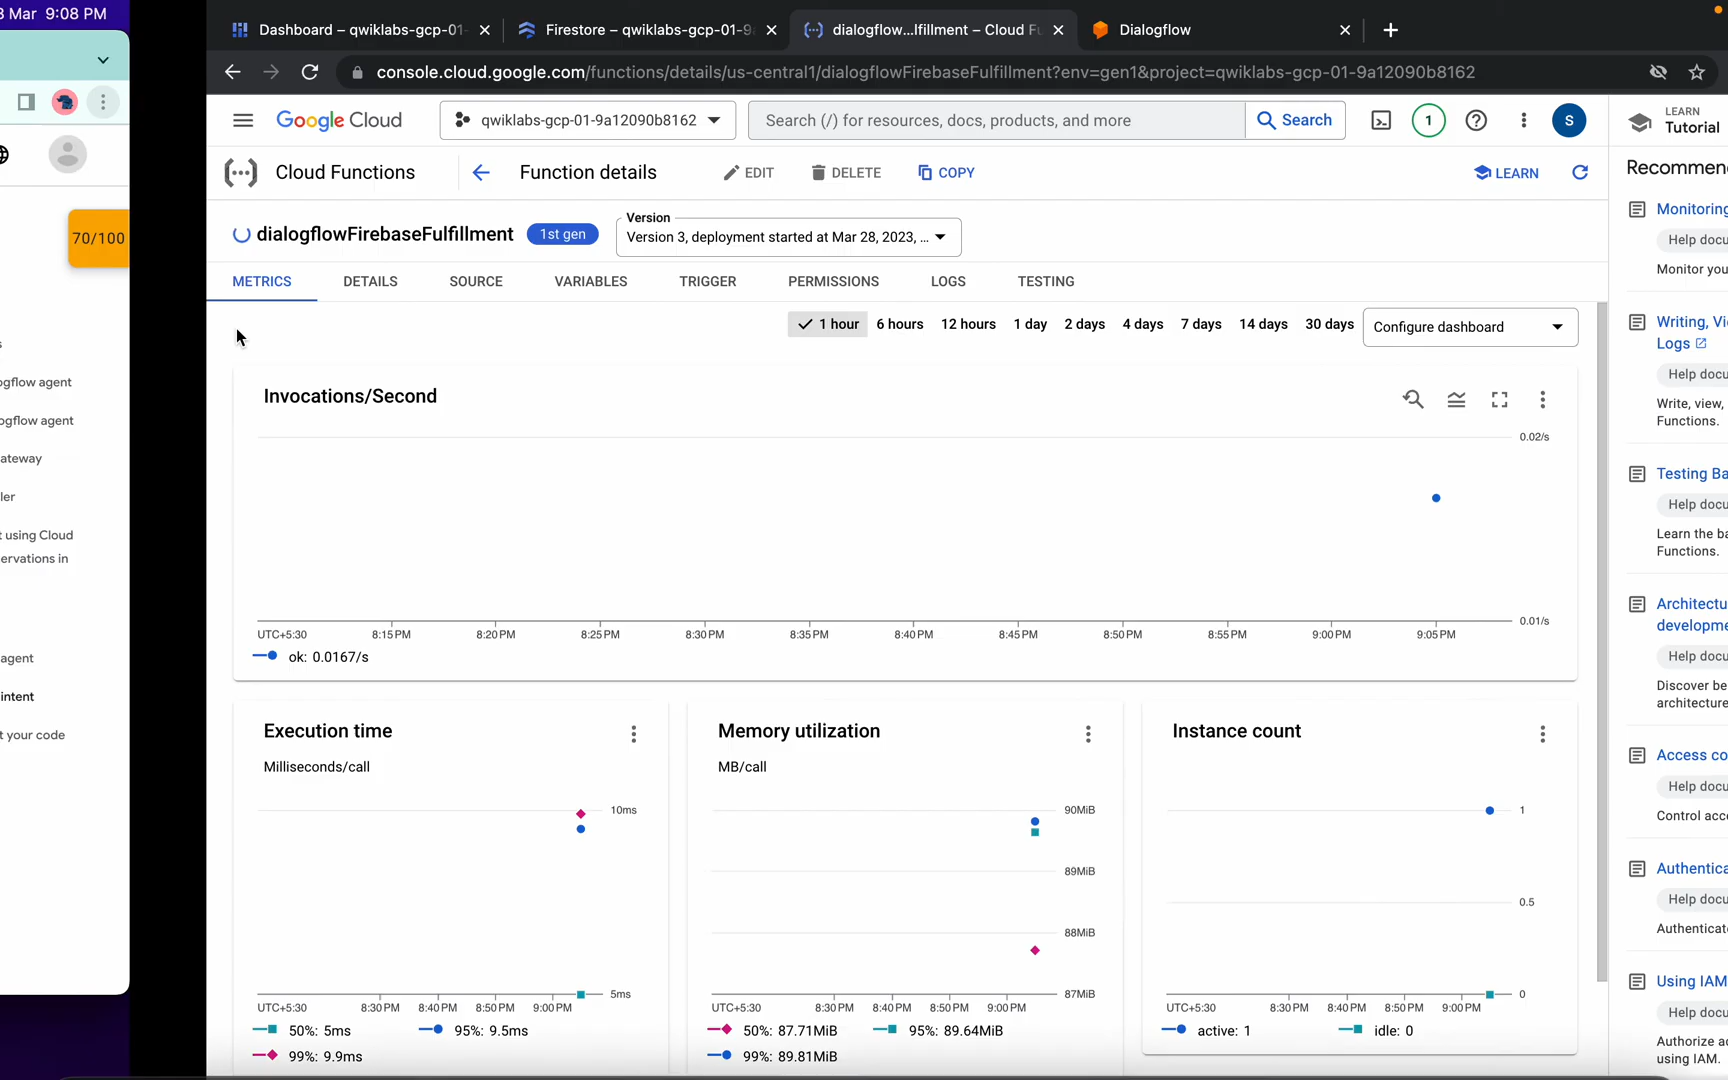 3 Mar 9:08 PM
Dashboard – qwiklabs-gcp-01-
Firestore – qwiklabs-gcp-01-9
dialogflow...lfillment – Cloud F
Dialogflow
console.cloud.google.com/functions/details/us-central1/dialogflowFirebaseFulfillment?env=gen1&project=qwiklabs-gcp-01-9a12090b8162
Google Cloud
qwiklabs-gcp-01-9a12090b8162
Search (/) for resources, docs, products, and more
Search
1
S
LEARN
Tutorial
Cloud Functions
Function details
EDIT
DELETE
COPY
LEARN
Recommen
dialogflowFirebaseFulfillment
1st gen
Version
Version 3, deployment started at Mar 28, 2023, ...
METRICS
DETAILS
SOURCE
VARIABLES
TRIGGER
PERMISSIONS
LOGS
TESTING
1 hour
6 hours
12 hours
1 day
2 days
4 days
7 days
14 days
30 days
Configure dashboard
Invocations/Second
0.02/s
0.01/s
UTC+5:30
8:15 PM
8:20 PM
8:25 PM
8:30 PM
8:35 PM
8:40 PM
8:45 PM
8:50 PM
8:55 PM
9:00 PM
9:05 PM
ok: 0.0167/s
Execution time
Milliseconds/call
10ms
5ms
UTC+5:30
8:30 PM
8:40 PM
8:50 PM
9:00 PM
50%: 5ms
95%: 9.5ms
99%: 9.9ms
Memory utilization
MB/call
90MiB
89MiB
88MiB
87MiB
UTC+5:30
8:30 PM
8:40 PM
8:50 PM
9:00 PM
50%: 87.71MiB
95%: 89.64MiB
99%: 89.81MiB
Instance count
1
0.5
0
UTC+5:30
8:30 PM
8:40 PM
8:50 PM
9:00 PM
active: 1
idle: 0
Monitoring
Help docu
Monitor you
Writing, Vi
Logs
Help docu
Write, view,
Functions.
Testing Ba
Help docu
Learn the ba
Functions.
Architectu
developme
Help docu
Discover be
architecture
Access co
Help docu
Control acc
Authentica
Help docu
Authenticat
Using IAM
Help docu
Authorize a
using IAM.
70/100
s
ogflow agent
ogflow agent
ateway
ler
t using Cloud
ervations in
agent
intent
t your code